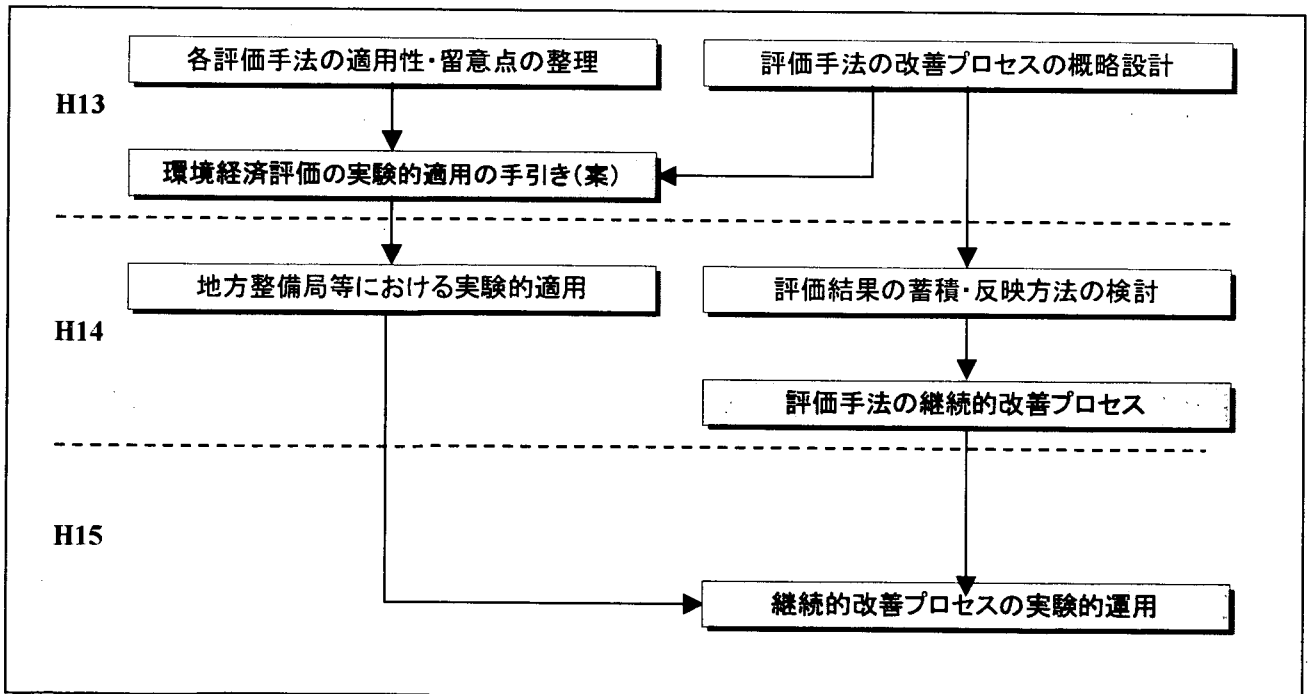 各評価手法の適用性・留意点の整理
評価手法の改善プロセスの概略設計
H13
環境経済評価の実験的適用の手引き(案)
地方整備局等における実験的適用
評価結果の蓄積・反映方法の検討
H14
評価手法の継続的改善プロセス
H15
継続的改善プロセスの実験的運用